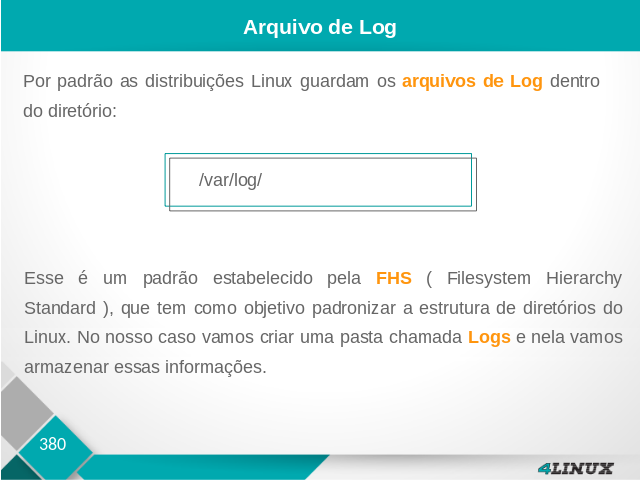 Arquivo de Log
Por padrão as distribuições Linux guardam os arquivos de Log dentro
do diretório:
/var/log/
Esse é um padrão estabelecido pela FHS ( Filesystem Hierarchy
Standard ), que tem como objetivo padronizar a estrutura de diretórios do
Linux. No nosso caso vamos criar uma pasta chamada Logs e nela vamos
armazenar essas informações.
380
4LINUX